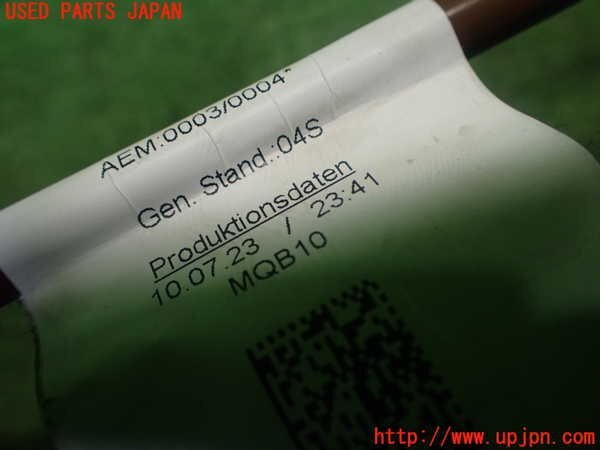 USED PARTS JAPAN
AEM:0003/0004*
Gen. Stand.:04S
Produktionsdaten
10.07.23 / 23:41
MQB10
http://www.upjpn.com